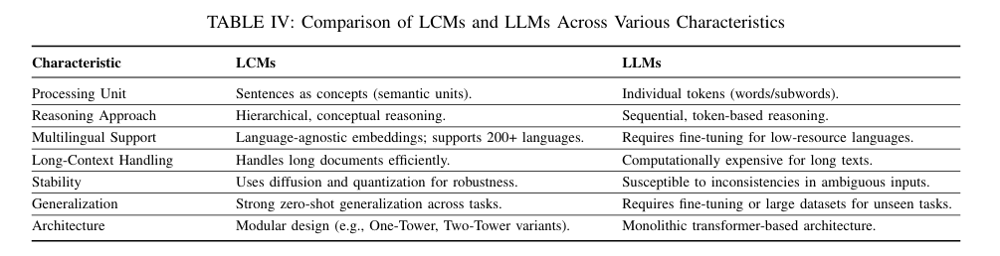 TABLE IV: Comparison of LCMs and LLMs Across Various Characteristics
Characteristic LCMs LLMs
Processing Unit Sentences as concepts (semantic units). Individual tokens (words/subwords).
Reasoning Approach Hierarchical, conceptual reasoning. Sequential, token-based reasoning.
Multilingual Support Language-agnostic embeddings; supports 200+ languages. Requires fine-tuning for low-resource languages.
Long-Context Handling Handles long documents efficiently. Computationally expensive for long texts.
Stability Uses diffusion and quantization for robustness. Susceptible to inconsistencies in ambiguous inputs.
Generalization Strong zero-shot generalization across tasks. Requires fine-tuning or large datasets for unseen tasks.
Architecture Modular design (e.g., One-Tower, Two-Tower variants). Monolithic transformer-based architecture.